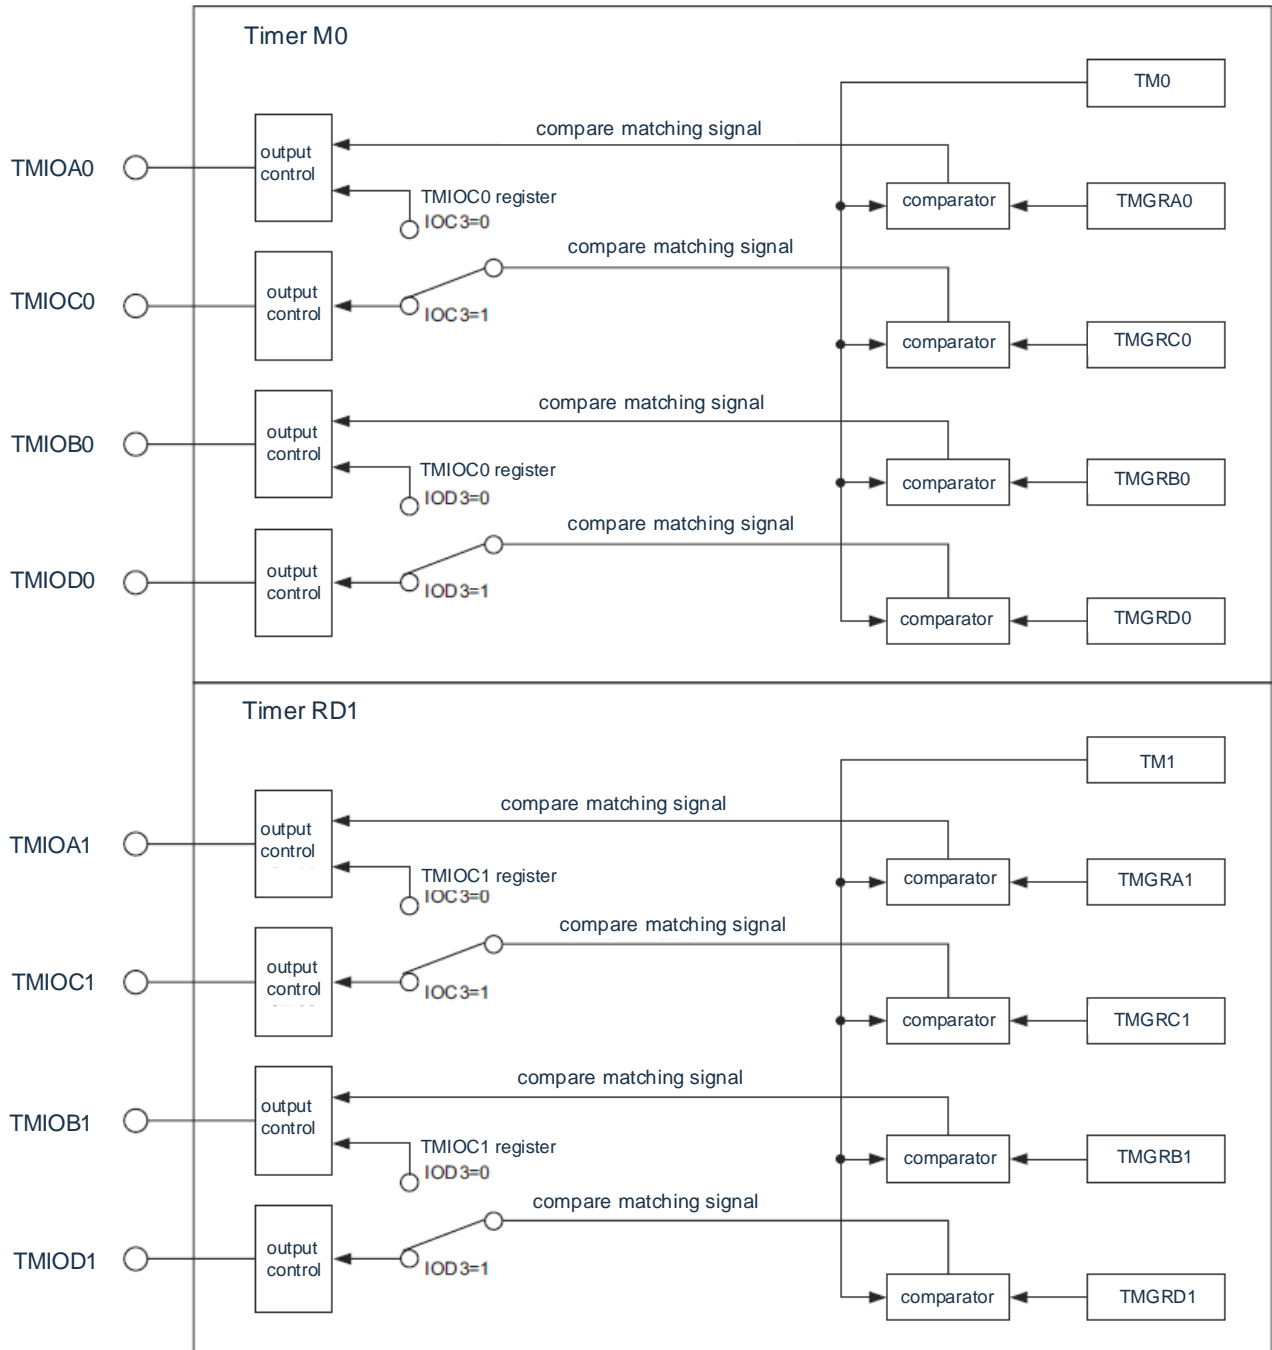 Timer M0
TM0
compare matching signal
TMIOA0
output
control
comparator
TMGRA0
TMIOC0 register
IOC3=0
compare matching signal
TMIOC0
output
control
IOC3=1
comparator
TMGRC0
compare matching signal
TMIOB0
output
control
TMIOC0 register
IOD3=0
comparator
TMGRB0
compare matching signal
TMIOD0
output
control
IOD3=1
comparator
TMGRD0
Timer RD1
TM1
compare matching signal
TMIOA1
output
control
TMIOC1 register
IOC3=0
comparator
TMGRA1
compare matching signal
TMIOC1
output
control
IOC3=1
comparator
TMGRC1
compare matching signal
TMIOB1
output
control
TMIOC1 register
IOD3=0
comparator
TMGRB1
compare matching signal
TMIOD1
output
control
IOD3=1
comparator
TMGRD1